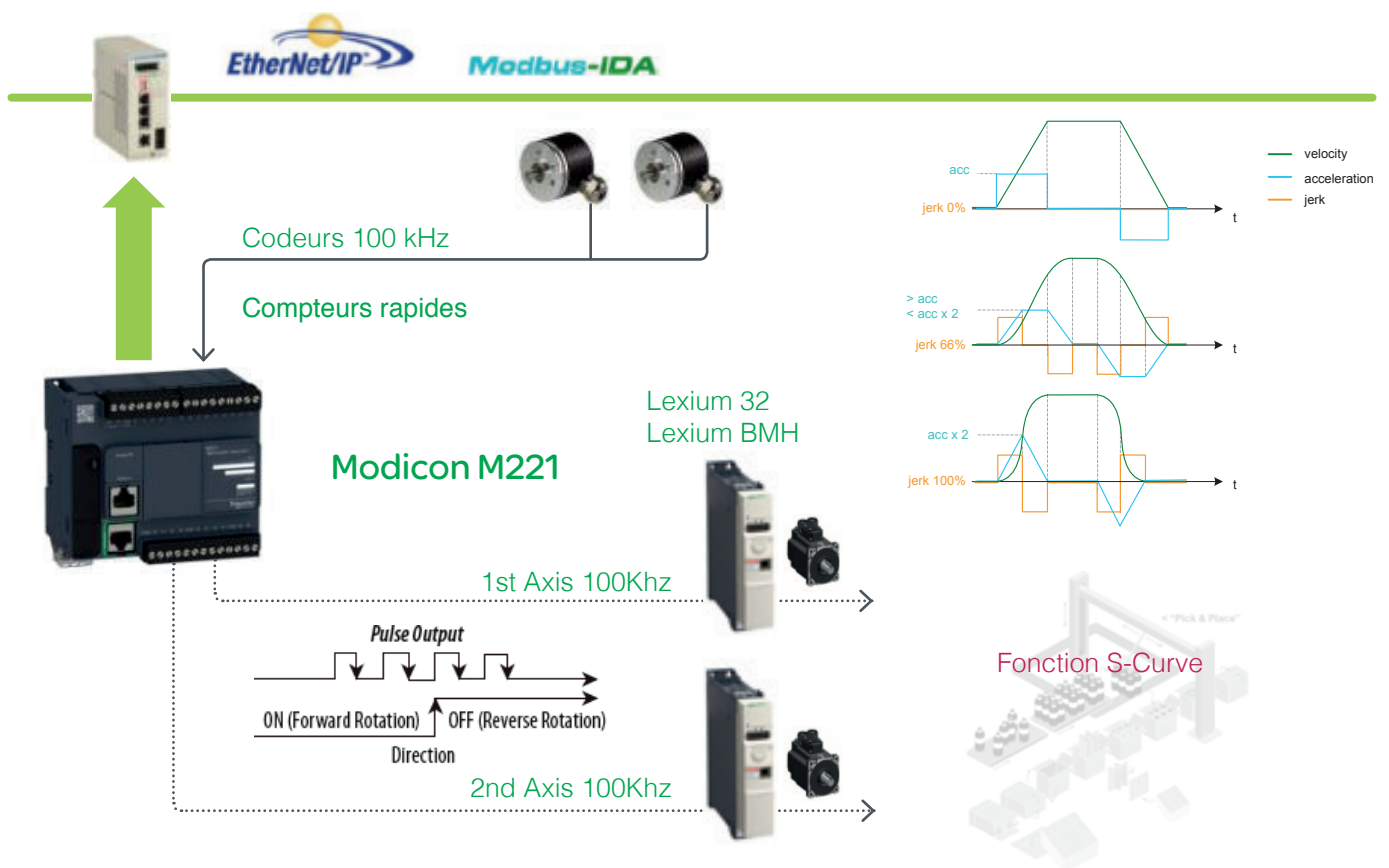 EtherNet/IP
Modbus-IDA
Codeurs 100 kHz
Compteurs rapides
Modicon M221
Lexium 32
Lexium BMH
1st Axis 100Khz
Pulse Output
ON (Forward Rotation)
OFF (Reverse Rotation)
Direction
2nd Axis 100Khz
velocity
acceleration
jerk
acc
jerk 0%
t
> acc
< acc x 2
jerk 66%
t
acc x 2
jerk 100%
t
< "Pick & Place"
Fonction S-Curve